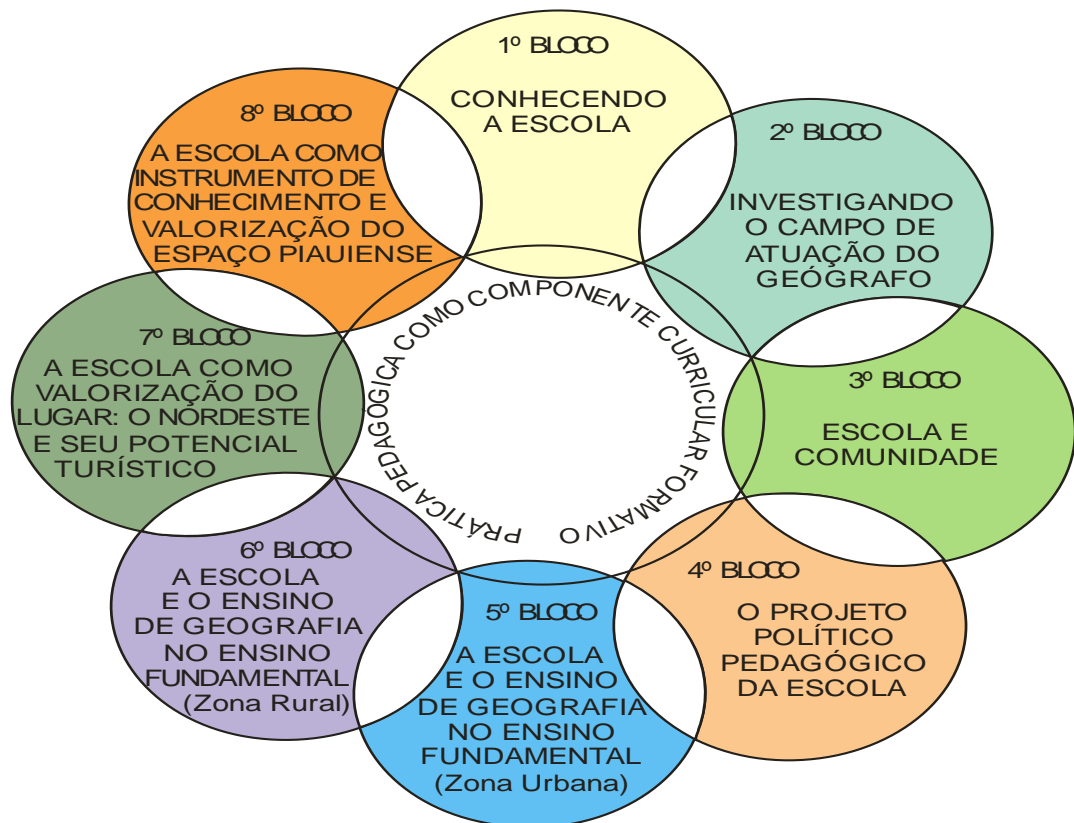 1º BLOCO
CONHECENDO
A ESCOLA
2º BLOCO
INVESTIGANDO
O CAMPO DE
ATUAÇÃO DO
GEÓGRAFO
3º BLOCO
ESCOLA E
COMUNIDADE
4º BLOCO
O PROJETO
POLÍTICO
PEDAGÓGICO
DA ESCOLA
5º BLOCO
A ESCOLA
E O ENSINO
DE GEOGRAFIA
NO ENSINO
FUNDAMENTAL
(Zona Urbana)
6º BLOCO
A ESCOLA
E O ENSINO
DE GEOGRAFIA
NO ENSINO
FUNDAMENTAL
(Zona Rural)
7º BLOCO
A ESCOLA COMO
VALORIZAÇÃO DO
LUGAR: O NORDESTE
E SEU POTENCIAL
TURÍSTICO
8º BLOCO
A ESCOLA COMO
INSTRUMENTO DE
CONHECIMENTO E
VALORIZAÇÃO DO
ESPAÇO PIAUIENSE
PRÁTICA PEDAGOGICA COMO COMPONENTE CURRICULAR FORMATIVO